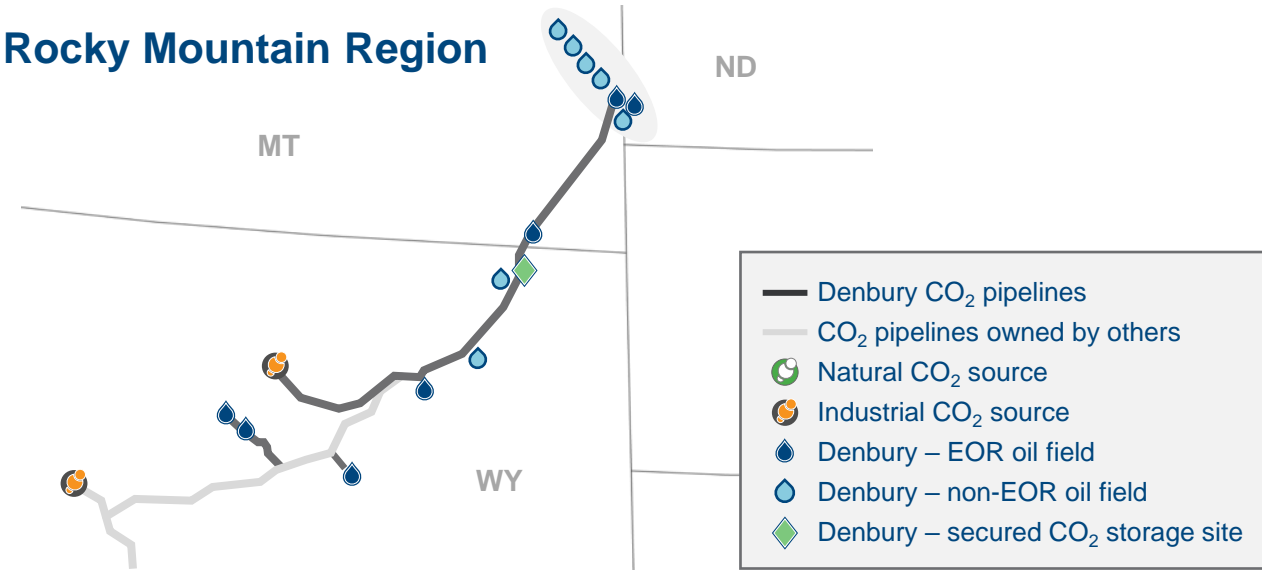 Rocky Mountain Region
ND
MT
WY
Denbury CO₂ pipelines
CO₂ pipelines owned by others
Natural CO₂ source
Industrial CO₂ source
Denbury – EOR oil field
Denbury – non-EOR oil field
Denbury – secured CO₂ storage site